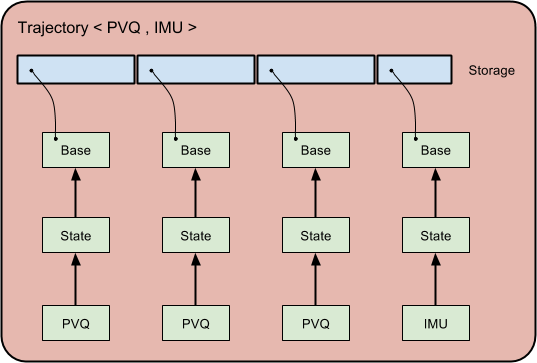 Trajectory < PVQ , IMU >
Storage
Base Base Base Base
State State State State
PVQ PVQ PVQ IMU